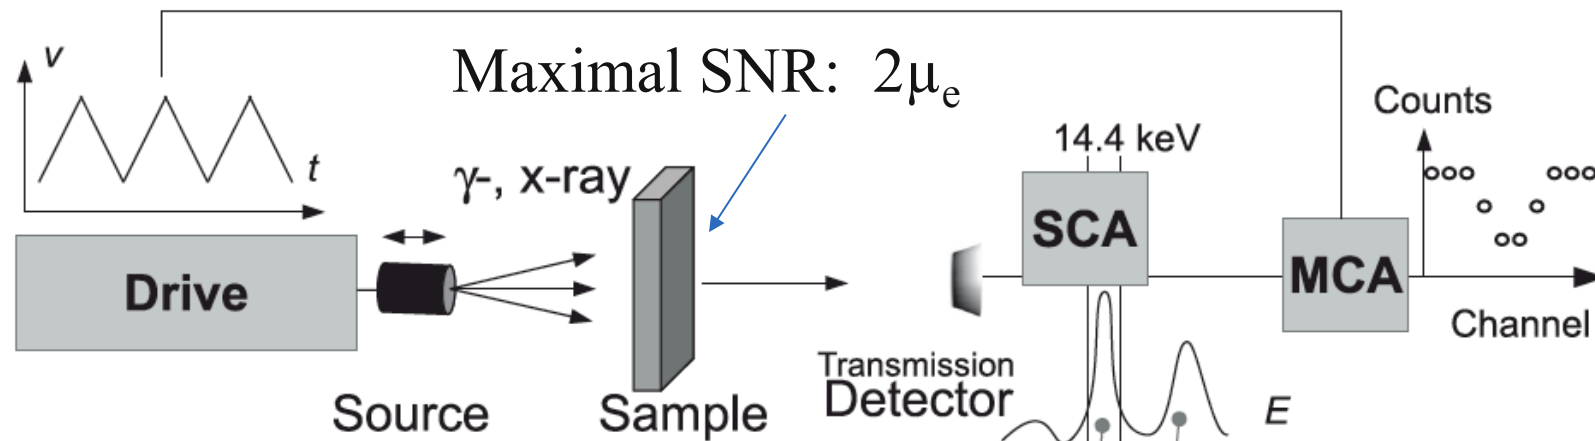 v
Maximal SNR: 2μe
Counts
14.4 keV
γ-, x-ray
t
SCA
Drive
MCA
Channel
Transmission
Detector
Source
Sample
E